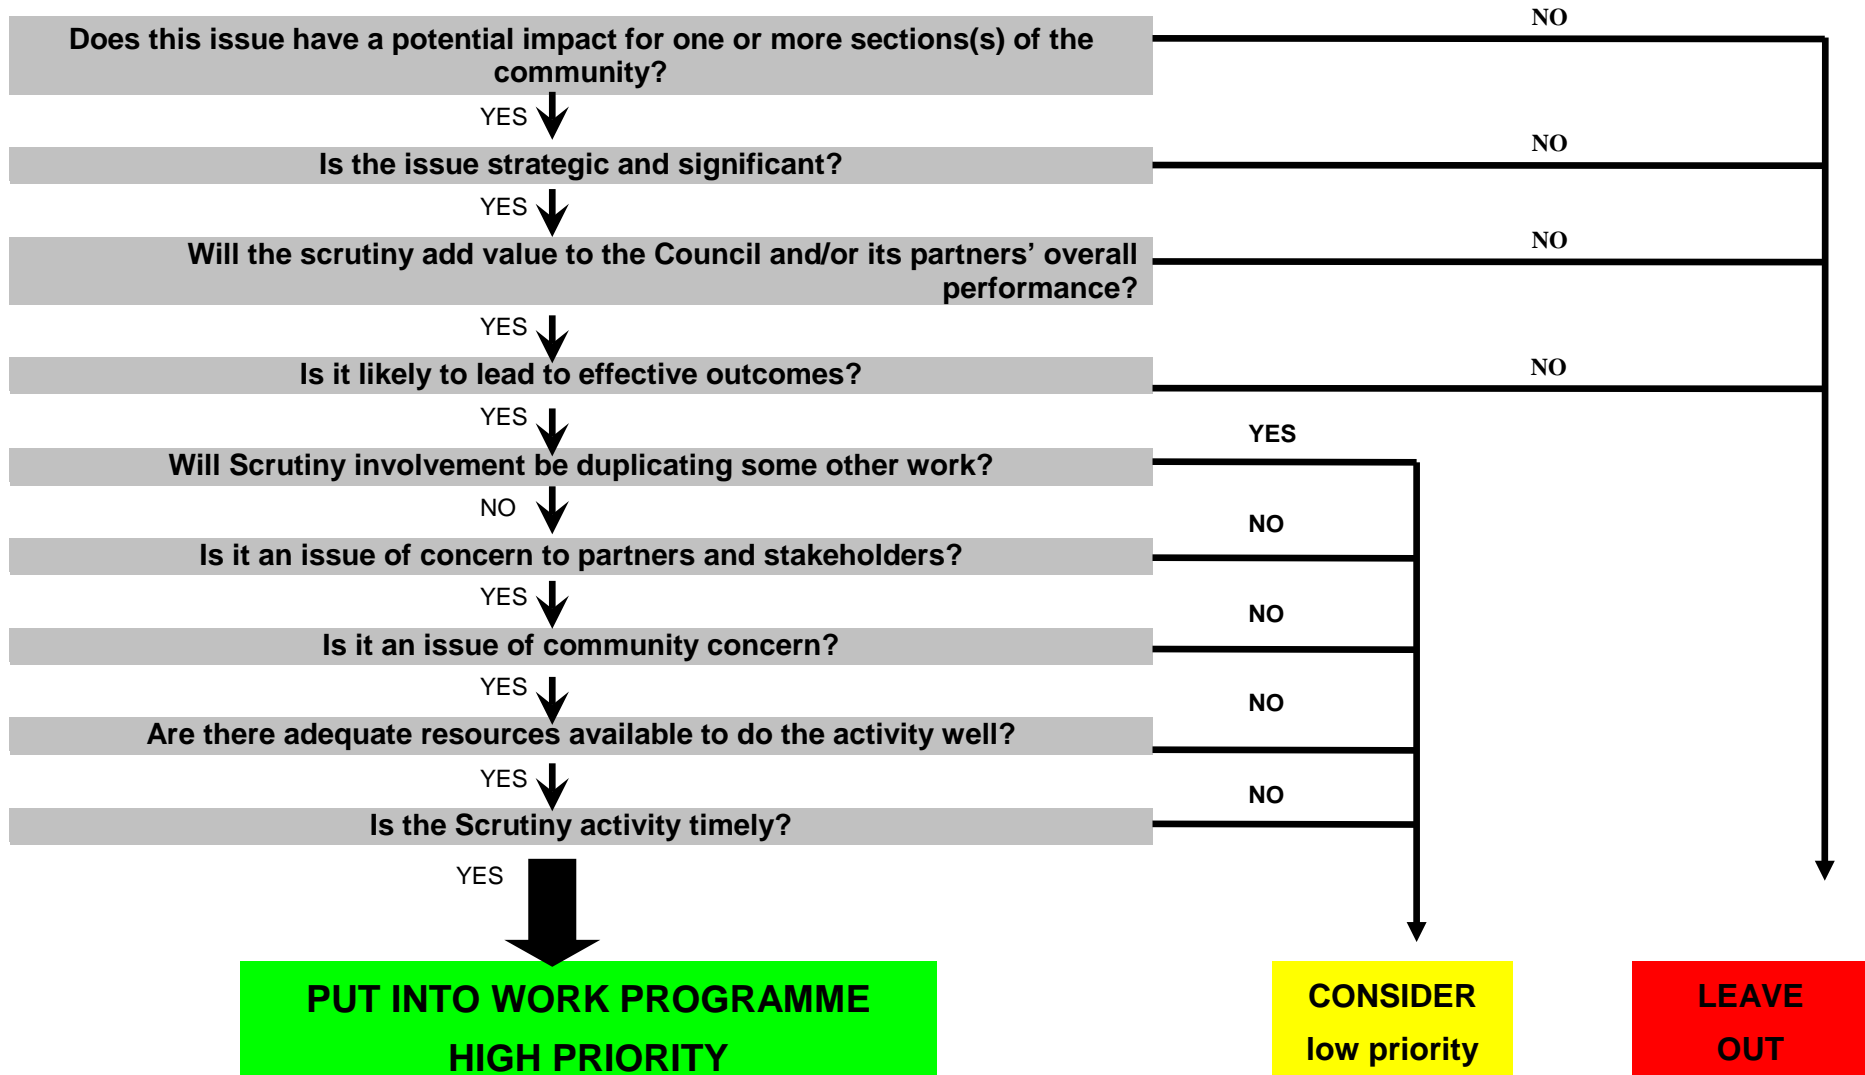 NO
Does this issue have a potential impact for one or more sections(s) of the
community?
YES
NO
Is the issue strategic and significant?
YES
NO
Will the scrutiny add value to the Council and/or its partners’ overall
performance?
YES
NO
Is it likely to lead to effective outcomes?
YES
YES
Will Scrutiny involvement be duplicating some other work?
NO
NO
Is it an issue of concern to partners and stakeholders?
YES
NO
Is it an issue of community concern?
YES
NO
Are there adequate resources available to do the activity well?
YES
NO
Is the Scrutiny activity timely?
YES
PUT INTO WORK PROGRAMME
HIGH PRIORITY
CONSIDER
low priority
LEAVE
OUT